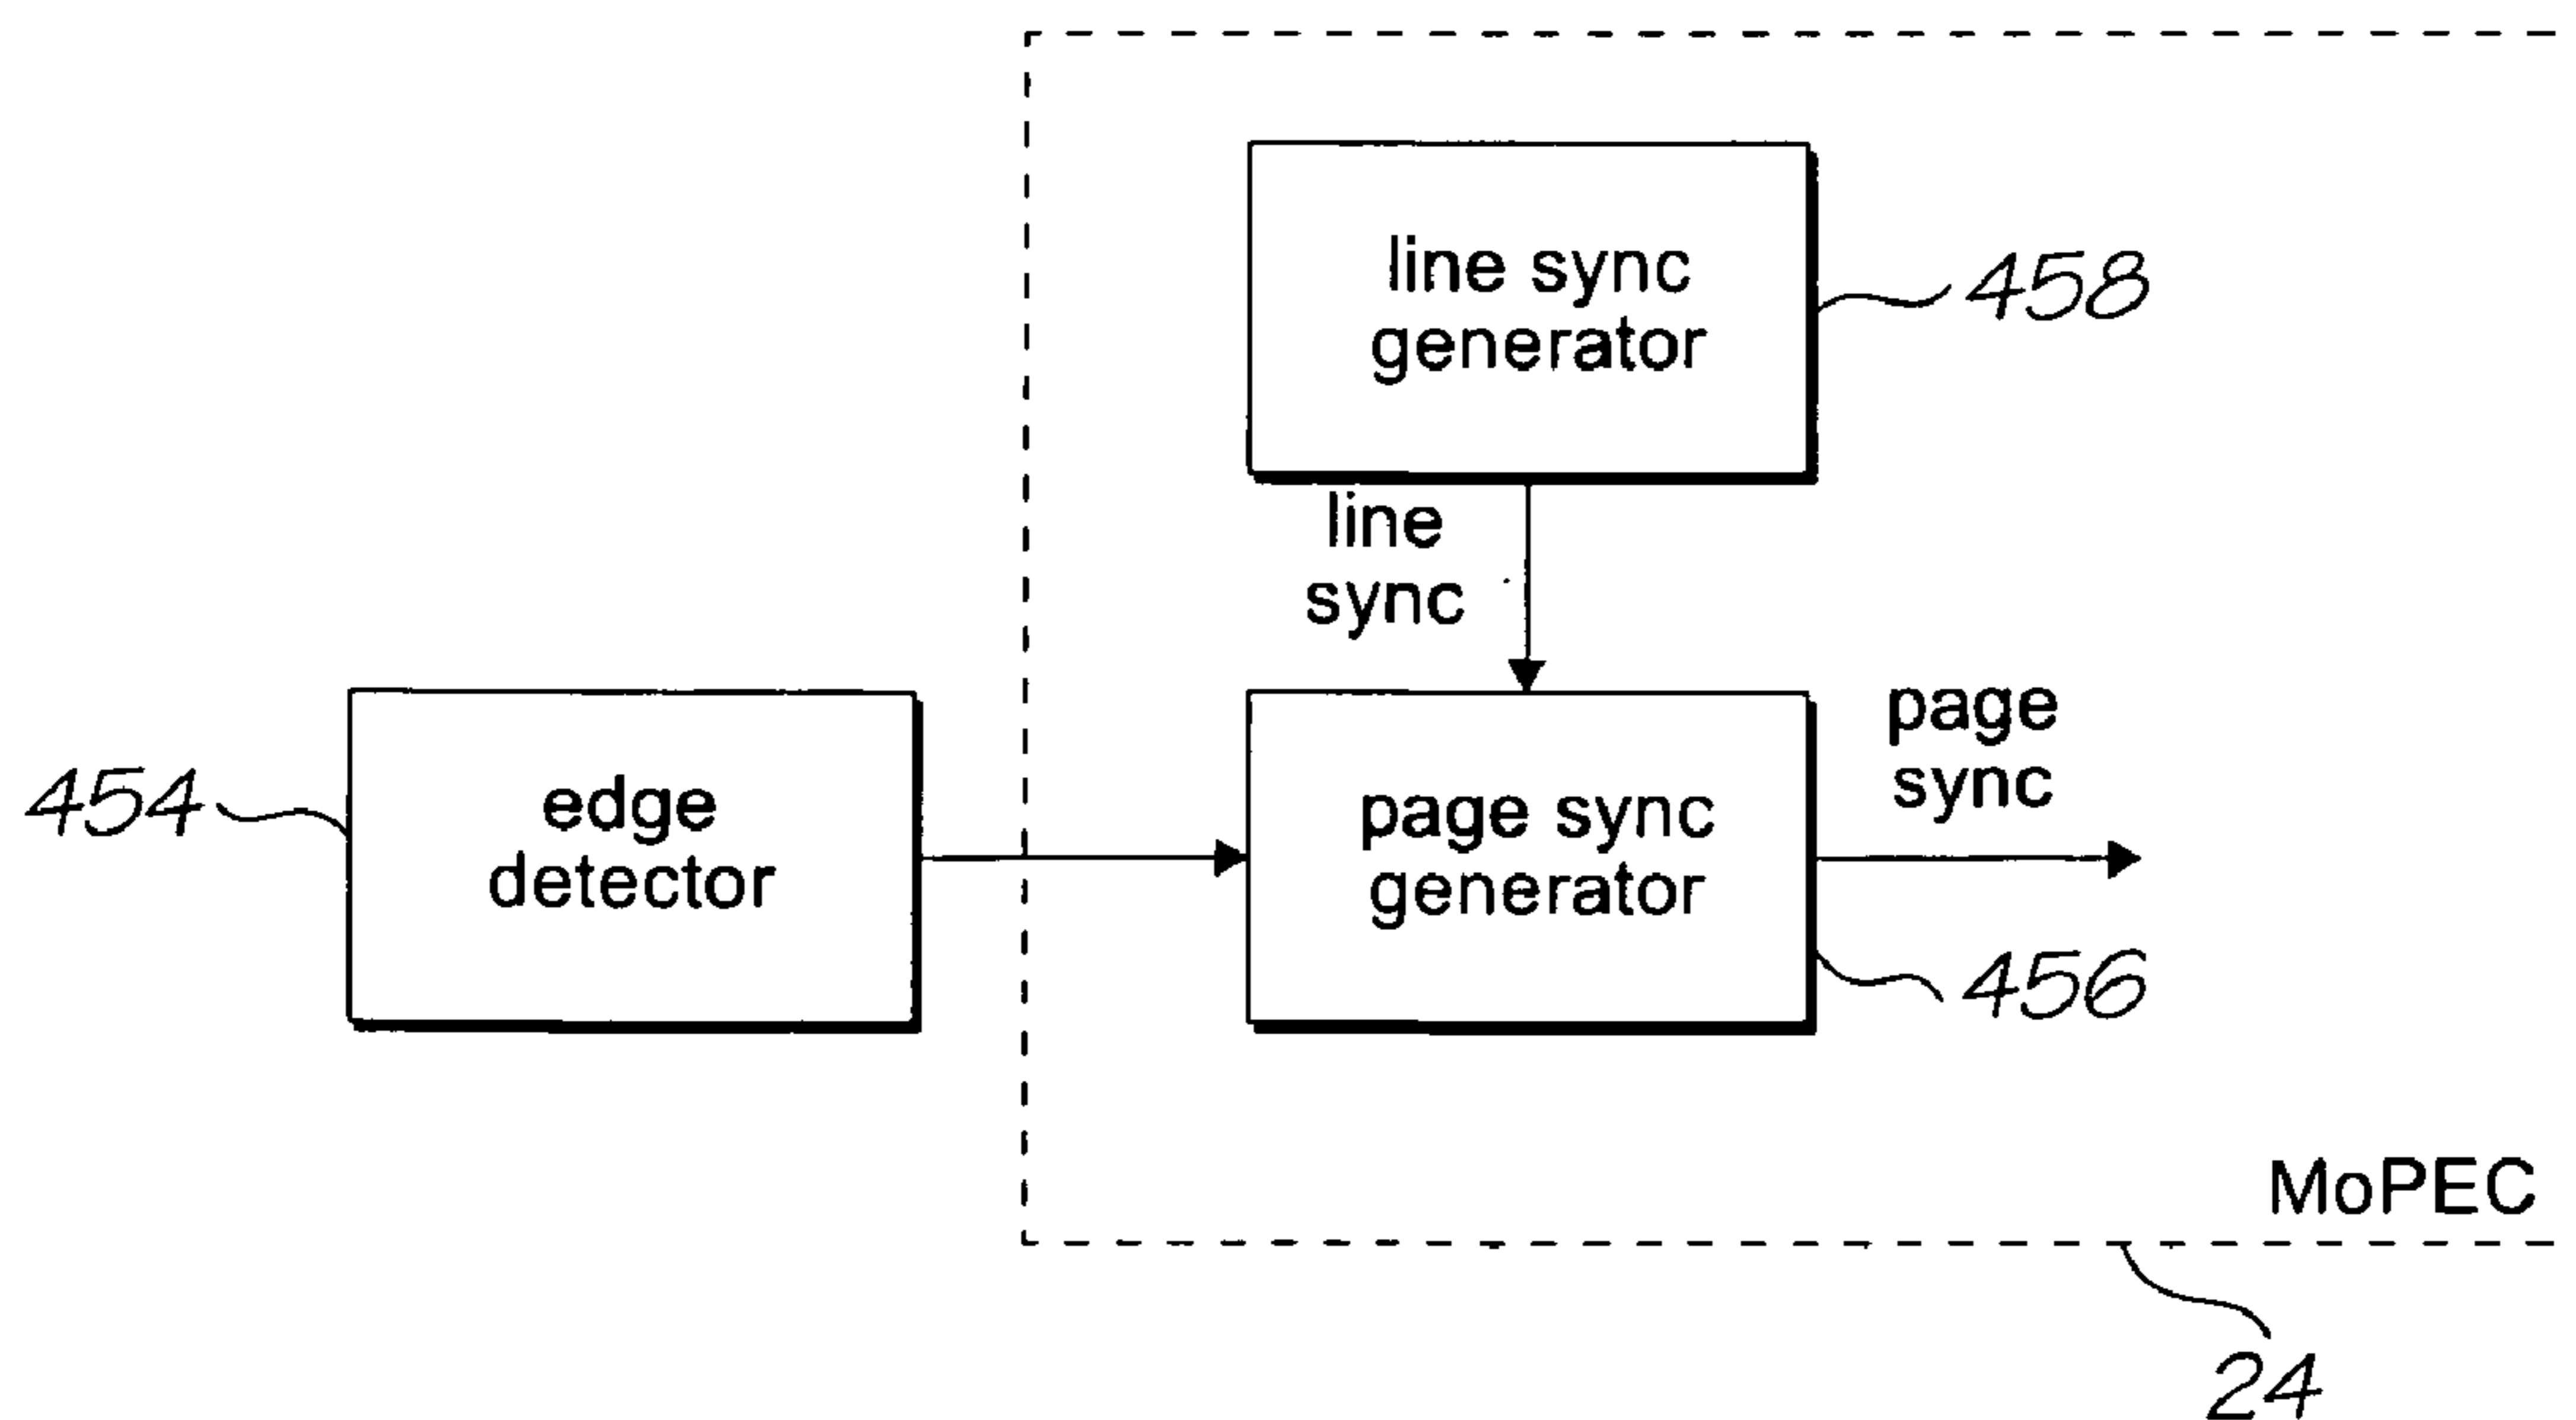 line sync
generator
458
line
sync
454
edge
detector
page sync
generator
page
sync
456
MoPEC
24